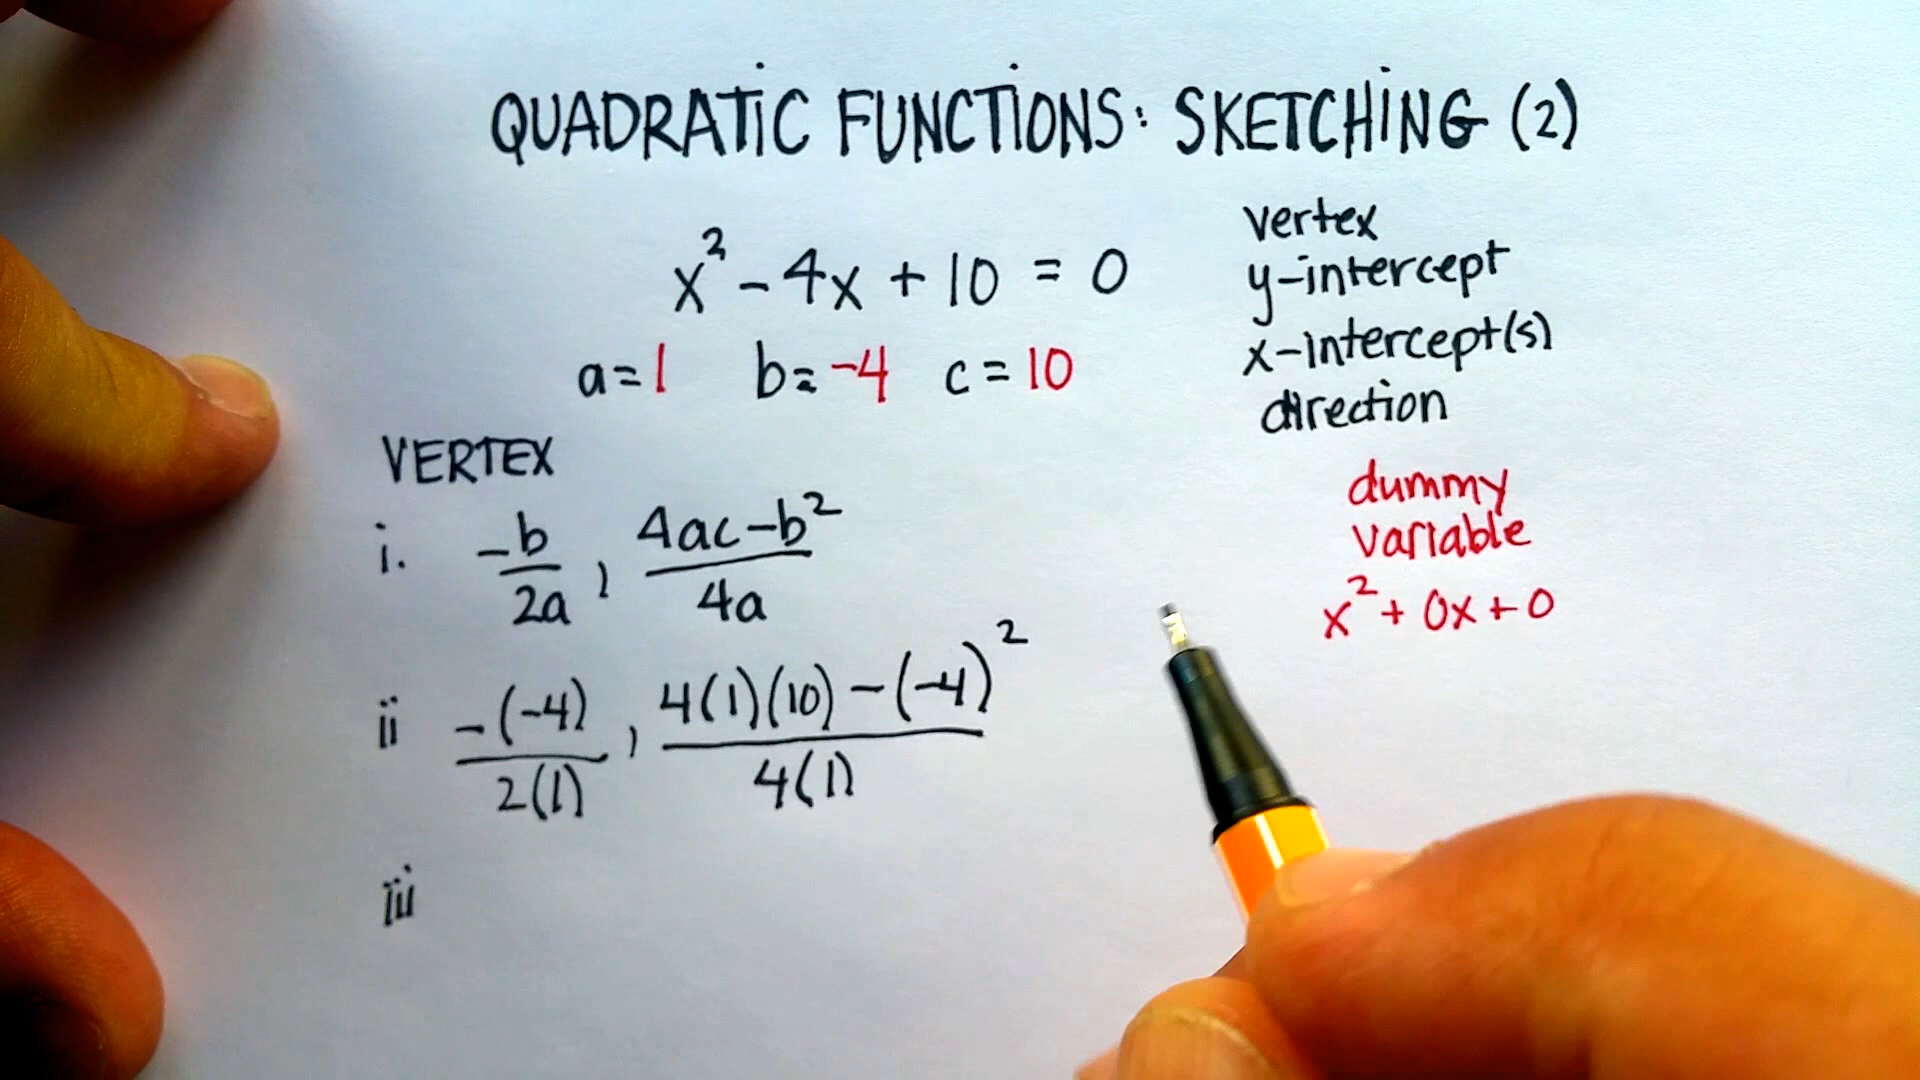 QUADRATIC FUNCTIONS: SKETCHING (2)
x² - 4x + 10 = 0
a=1 b=-4 c=10
vertex
y-intercept
x-intercept(s)
direction
dummy
variable
x²+ 0x+0
VERTEX
i. -b/2a , 4ac-b²/4a
ii -(-4)/2(1) , 4(1)(10)-(-4)²/4(1)
iii